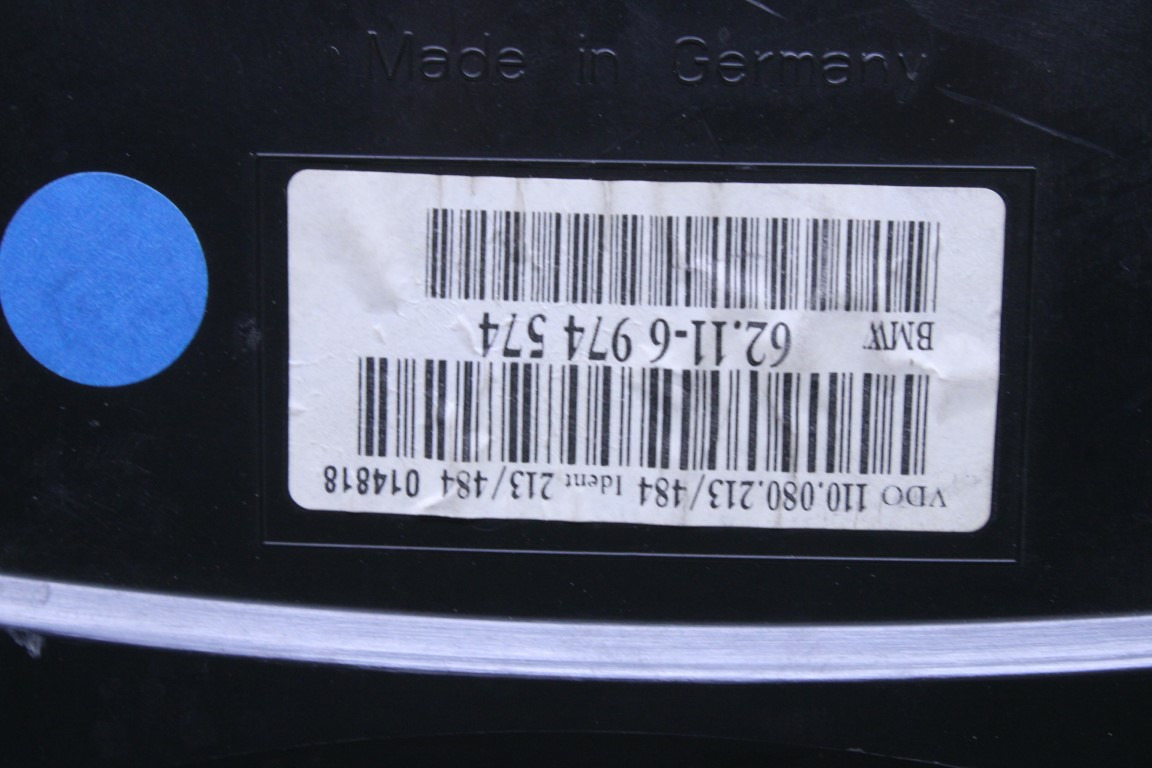 Made in Germany
VDO 110.080.213/484 Ident 213/484 014818
BMW 62.11-6 974 574